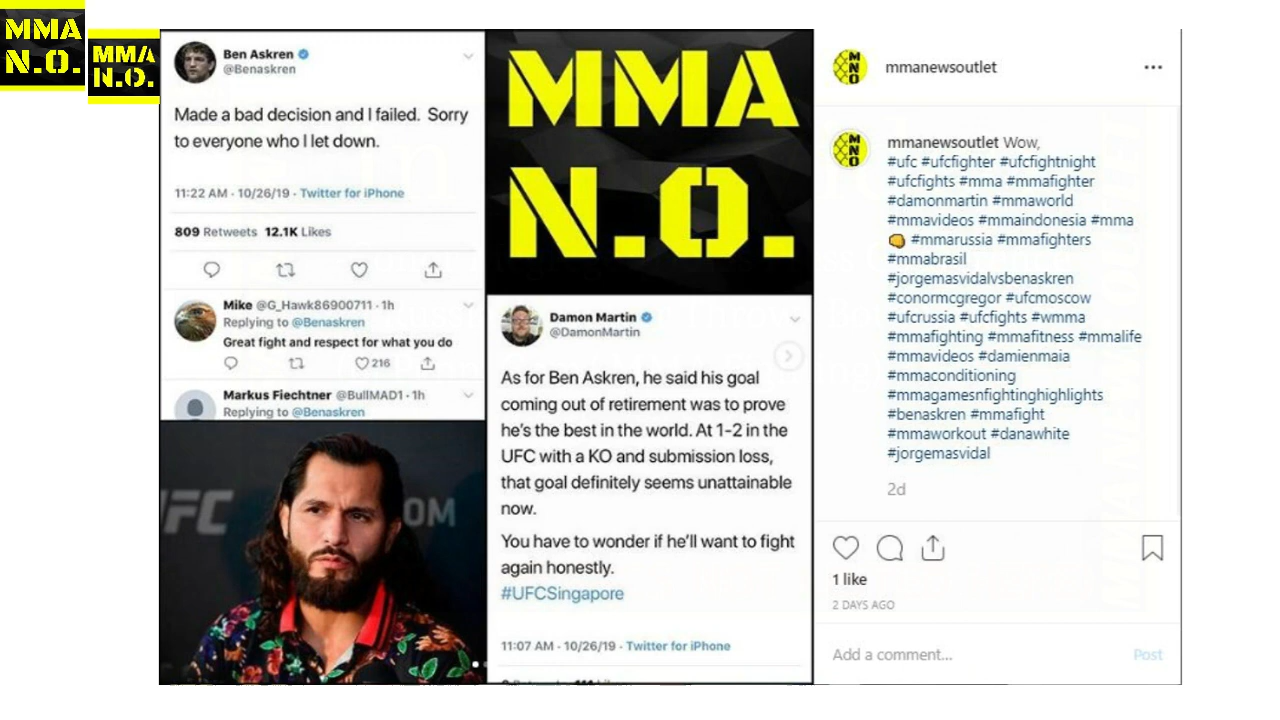 MMA
N.O.
MMA
N.O.
Ben Askren
@Benaskren
Made a bad decision and I failed. Sorry
to everyone who I let down.
11:22 AM · 10/26/19 · Twitter for iPhone
809 Retweets 12.1K Likes
Mike @G_Hawk86900711 · 1h
Replying to @Benaskren
Great fight and respect for what you do
216
Markus Fiechtner @BullMAD1 · 1h
Replying to @Benaskren
UFC
OM
MMA
N.O.
Damon Martin
@DamonMartin
As for Ben Askren, he said his goal
coming out of retirement was to prove
he's the best in the world. At 1-2 in the
UFC with a KO and submission loss,
that goal definitely seems unattainable
now.
You have to wonder if he'll want to fight
again honestly.
#UFCSingapore
11:07 AM · 10/26/19 · Twitter for iPhone
M
N
O
mmanewsoutlet
M
N
O
mmanewsoutlet Wow,
#ufc #ufcfighter #ufcfightnight
#ufcfights #mma #mmafighter
#damonmartin #mmaworld
#mmavideos #mmaindonesia #mma
#mmarussia #mmafighters
#mmabrasil
#jorgemasvidalvsbenaskren
#conormcgregor #ufcmoscow
#ufcrussia #ufcfights #wmma
#mmafighting #mmafitness #mmalife
#mmavideos #damienmaia
#mmaconditioning
#mmagamesnfightinghighlights
#benaskren #mmafight
#mmaworkout #danawhite
#jorgemasvidal
2d
1 like
2 DAYS AGO
Add a comment...
Post